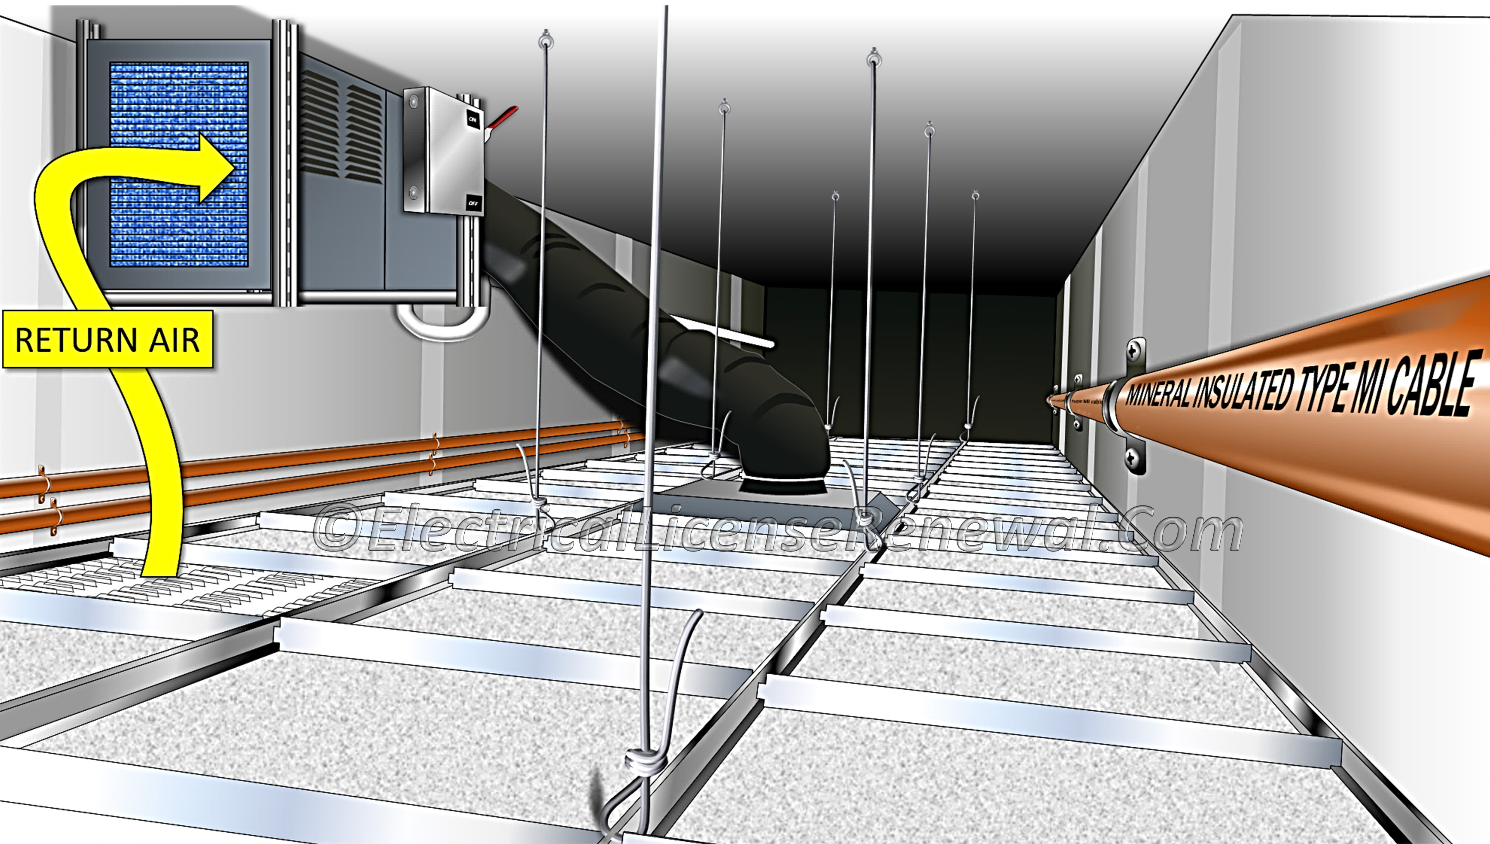 ON
OFF
RETURN AIR
MINERAL INSULATED TYPE MI CABLE
©ElectricalLicenseRenewal.Com